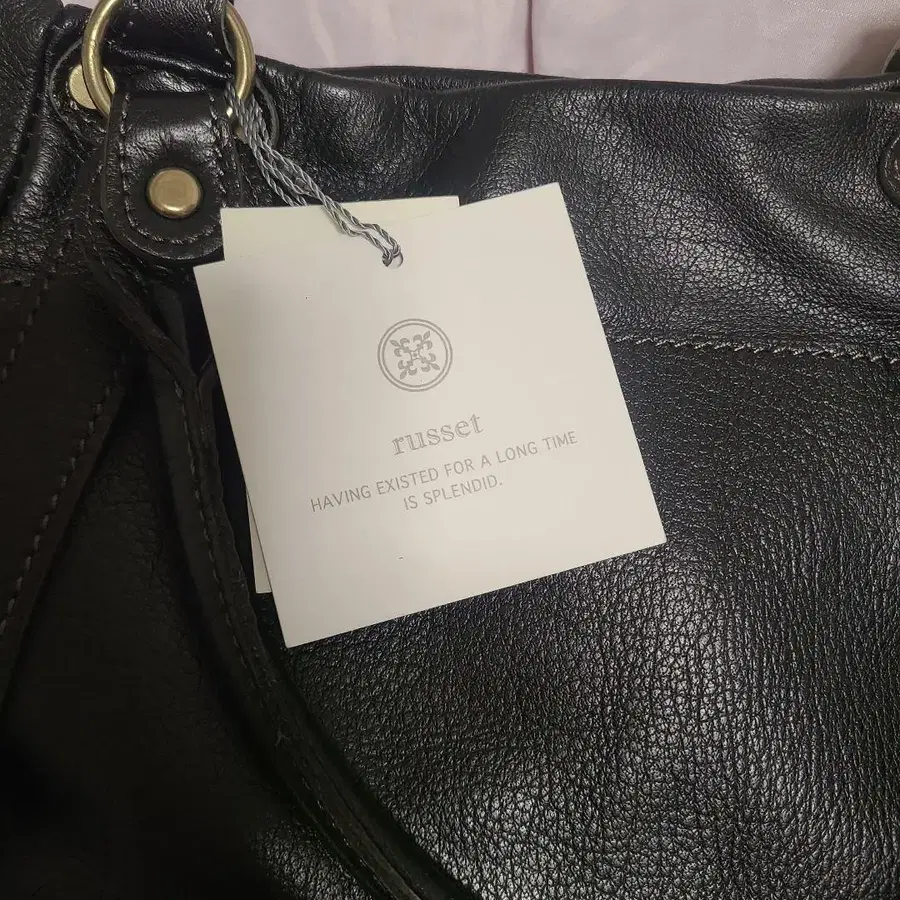 russet
HAVING EXISTED FOR A LONG TIME
IS SPLENDID.